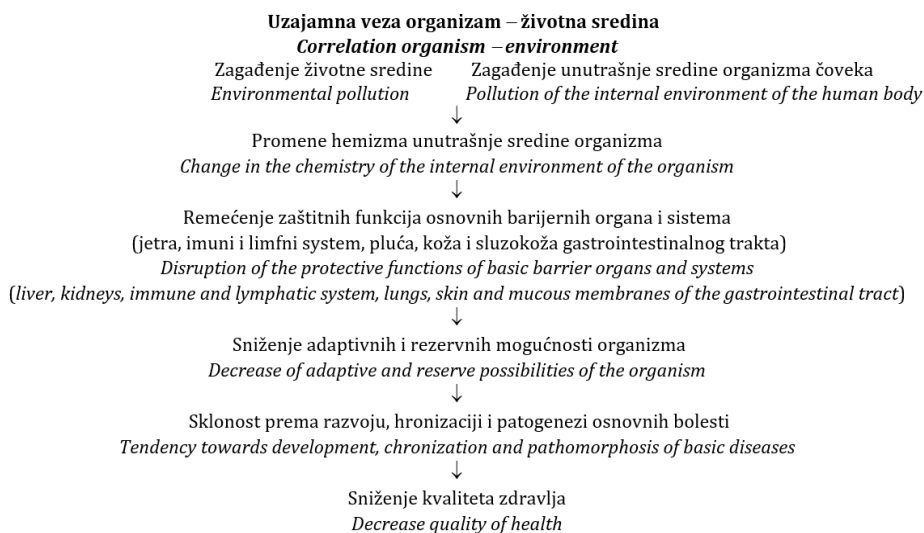 Uzajamna veza organizam – životna sredina
Correlation organism – environment
Zagađenje životne sredine Zagađenje unutrašnje sredine organizma čoveka
Environmental pollution Pollution of the internal environment of the human body
↓
Promene hemizma unutrašnje sredine organizma
Change in the chemistry of the internal environment of the organism
↓
Remećenje zaštitnih funkcija osnovnih barijernih organa i sistema
(jetra, imuni i limfni system, pluća, koža i sluzokoža gastrointestinalnog trakta)
Disruption of the protective functions of basic barrier organs and systems
(liver, kidneys, immune and lymphatic system, lungs, skin and mucous membranes of the gastrointestinal tract)
↓
Sniženje adaptivnih i rezervnih mogućnosti organizma
Decrease of adaptive and reserve possibilities of the organism
↓
Sklonost prema razvoju, hronizaciji i patogenezi osnovnih bolesti
Tendency towards development, chronization and pathomorphosis of basic diseases
↓
Sniženje kvaliteta zdravlja
Decrease quality of health